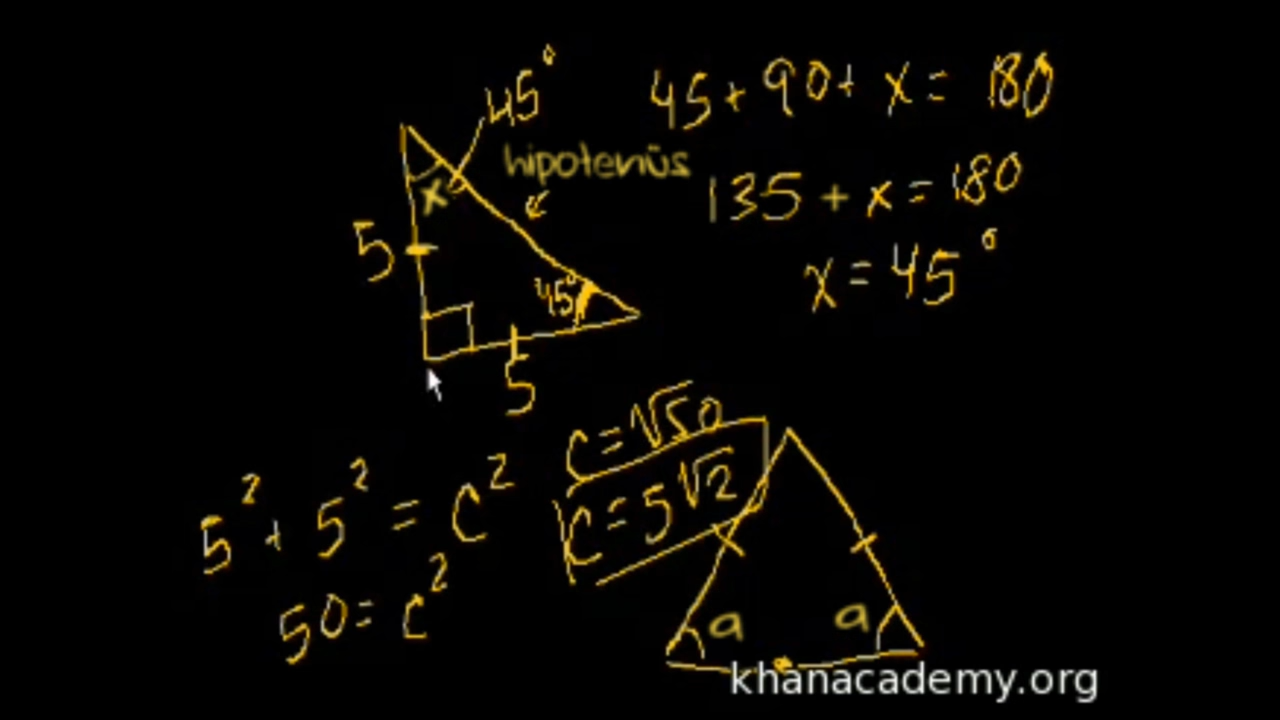 45°
45 + 90 + x = 180
hipotenüs
x
135 + x = 180
5
x = 45°
45°
5
c = √50
c = 5√2
5² + 5² = c²
50 = c²
a a
khanacademy.org